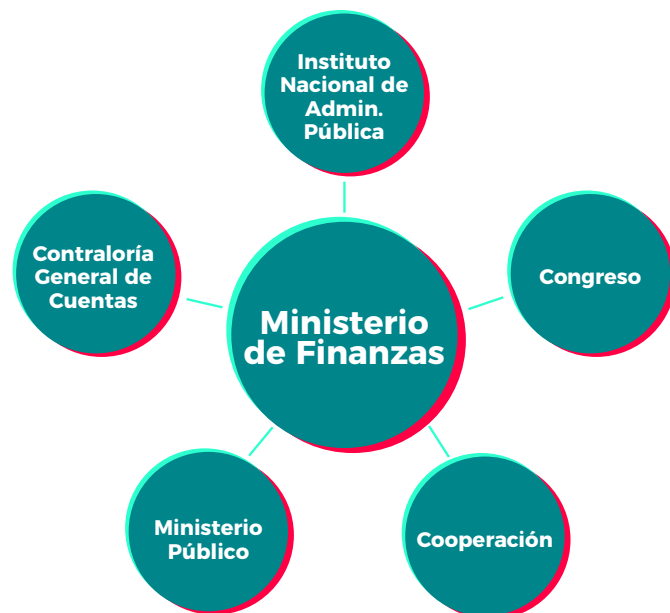 Instituto
Nacional de
Admin.
Pública
Contraloría
General de
Cuentas
Congreso
Ministerio
de Finanzas
Ministerio
Público
Cooperación